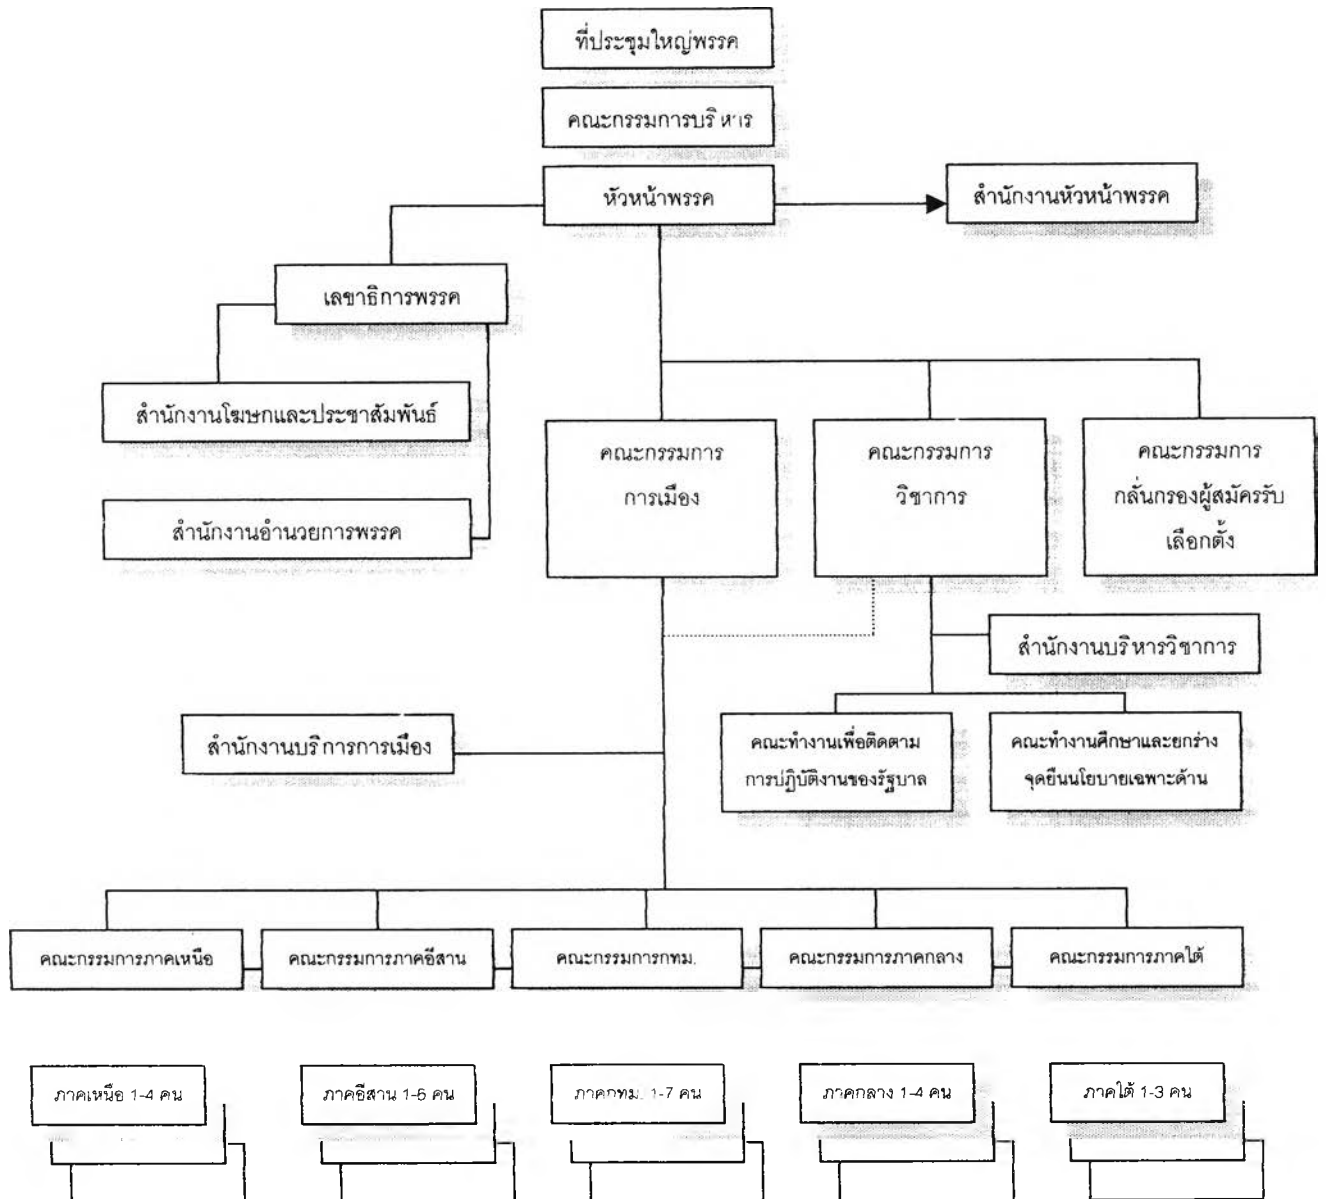 ที่ประชุมใหญ่พรรค
คณะกรรมการบริหาร
หัวหน้าพรรค
สำนักงานหัวหน้าพรรค
เลขาธิการพรรค
สำนักงานโฆษกและประชาสัมพันธ์
สำนักงานอำนวยการพรรค
คณะกรรมการ
การเมือง
คณะกรรมการ
วิชาการ
คณะกรรมการ
กลั่นกรองผู้สมัครรับ
เลือกตั้ง
สำนักงานบริหารวิชาการ
สำนักงานบริการการเมือง
คณะทำงานเพื่อติดตาม
การปฏิบัติงานของรัฐบาล
คณะทำงานศึกษาและยกร่าง
จุดยืนนโยบายเฉพาะด้าน
คณะกรรมการภาคเหนือ
คณะกรรมการภาคอีสาน
คณะกรรมการกทม.
คณะกรรมการภาคกลาง
คณะกรรมการภาคใต้
ภาคเหนือ 1-4 คน
ภาคอีสาน 1-6 คน
ภาคกทม. 1-7 คน
ภาคกลาง 1-4 คน
ภาคใต้ 1-3 คน